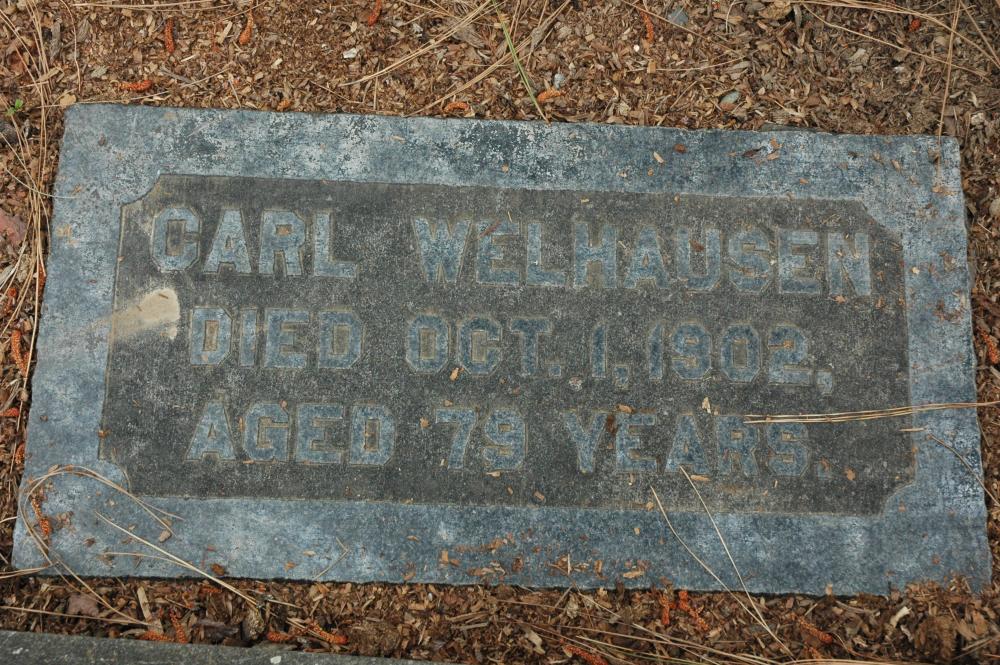 CARL WELHAUSEN
DIED OCT. 1, 1902,
AGED 79 YEARS.